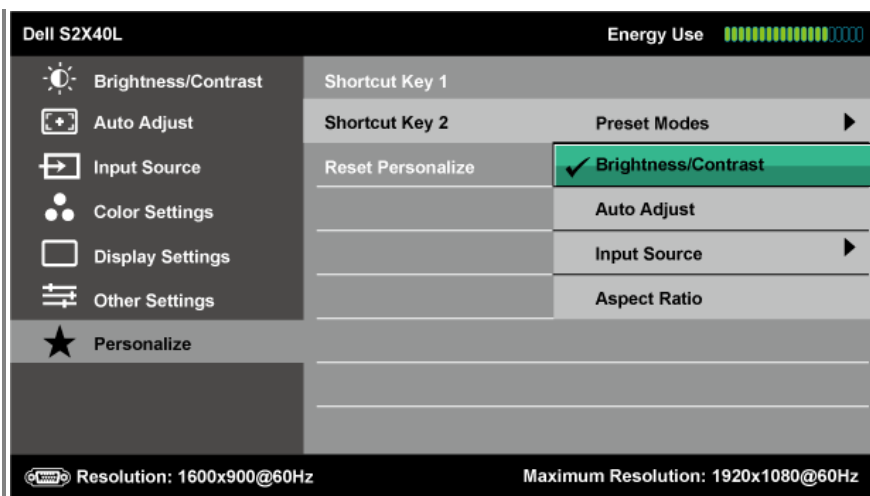 Dell S2X40L Energy Use
Brightness/Contrast Shortcut Key 1
Auto Adjust Shortcut Key 2 Preset Modes
Input Source Reset Personalize Brightness/Contrast
Color Settings Auto Adjust
Display Settings Input Source
Other Settings Aspect Ratio
Personalize
Resolution: 1600x900@60Hz Maximum Resolution: 1920x1080@60Hz